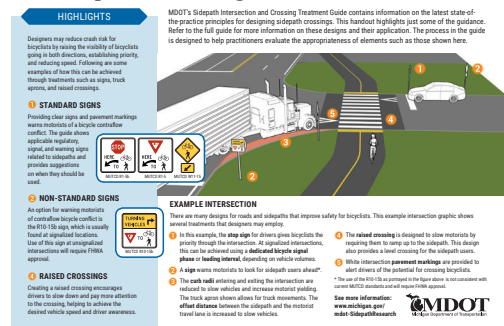 HIGHLIGHTS
Designers may reduce crash risk for
bicyclists by raising the visibility of bicyclists
going in both directions, establishing priority,
and reducing speed. Following are some
examples of how this can be achieved
through treatments such as signs, truck
aprons, and raised crossings.
1 STANDARD SIGNS
Providing clear signs and pavement markings
warns motorists of a bicycle contraflow
conflict. The guide shows
applicable regulatory,
signal, and warning signs
related to sidepaths and
provides suggestions
on when they should be
used.
STOP
HERE
TO
HERE
TO
MUTCD R1-5b
MUTCD R1-5
MUTCD W11-15
2 NON-STANDARD SIGNS
An option for warning motorists
of contraflow bicycle conflict is
the R10-15b sign, which is usually
found at signalized locations.
Use of this sign at unsignalized
intersections will require FHWA
approval.
TURNING
VEHICLES
TO
MUTCD R10-15b
4 RAISED CROSSINGS
Creating a raised crossing encourages
drivers to slow down and pay more attention
to the crossing, helping to achieve the
desired vehicle speed and driver awareness.
MDOT's Sidepath Intersection and Crossing Treatment Guide contains information on the latest state-of-
the-practice principles for designing sidepath crossings. This handout highlights just some of the guidance.
Refer to the full guide for more information on these designs and their application. The process in the guide
is designed to help practitioners evaluate the appropriateness of elements such as those shown here.
1
2
5
4
3
2
EXAMPLE INTERSECTION
There are many designs for roads and sidepaths that improve safety for bicyclists. This example intersection graphic shows
several treatments that designers may employ.
1 In this example, the stop sign for drivers gives bicyclists the
priority through the intersection. At signalized intersections,
this can be achieved using a dedicated bicycle signal
phase or leading interval, depending on vehicle volumes.
2 A sign warns motorists to look for sidepath users ahead*.
3 The curb radii entering and exiting the intersection are
reduced to slow vehicles and increase motorist yielding.
The truck apron shown allows for truck movements. The
offset distance between the sidepath and the motorist
travel lane is increased to slow vehicles.
4 The raised crossing is designed to slow motorists by
requiring them to ramp up to the sidepath. This design
also provides a level crossing for the sidepath users.
5 White intersection pavement markings are provided to
alert drivers of the potential for crossing bicyclists.
* The use of the R10-15b as portrayed in the figure above is not consistent with
current MUTCD standards and will require FHWA approval.
See more information:
www.michigan.gov/
mdot-SidepathResearch
MDOT
Michigan Department of Transportation